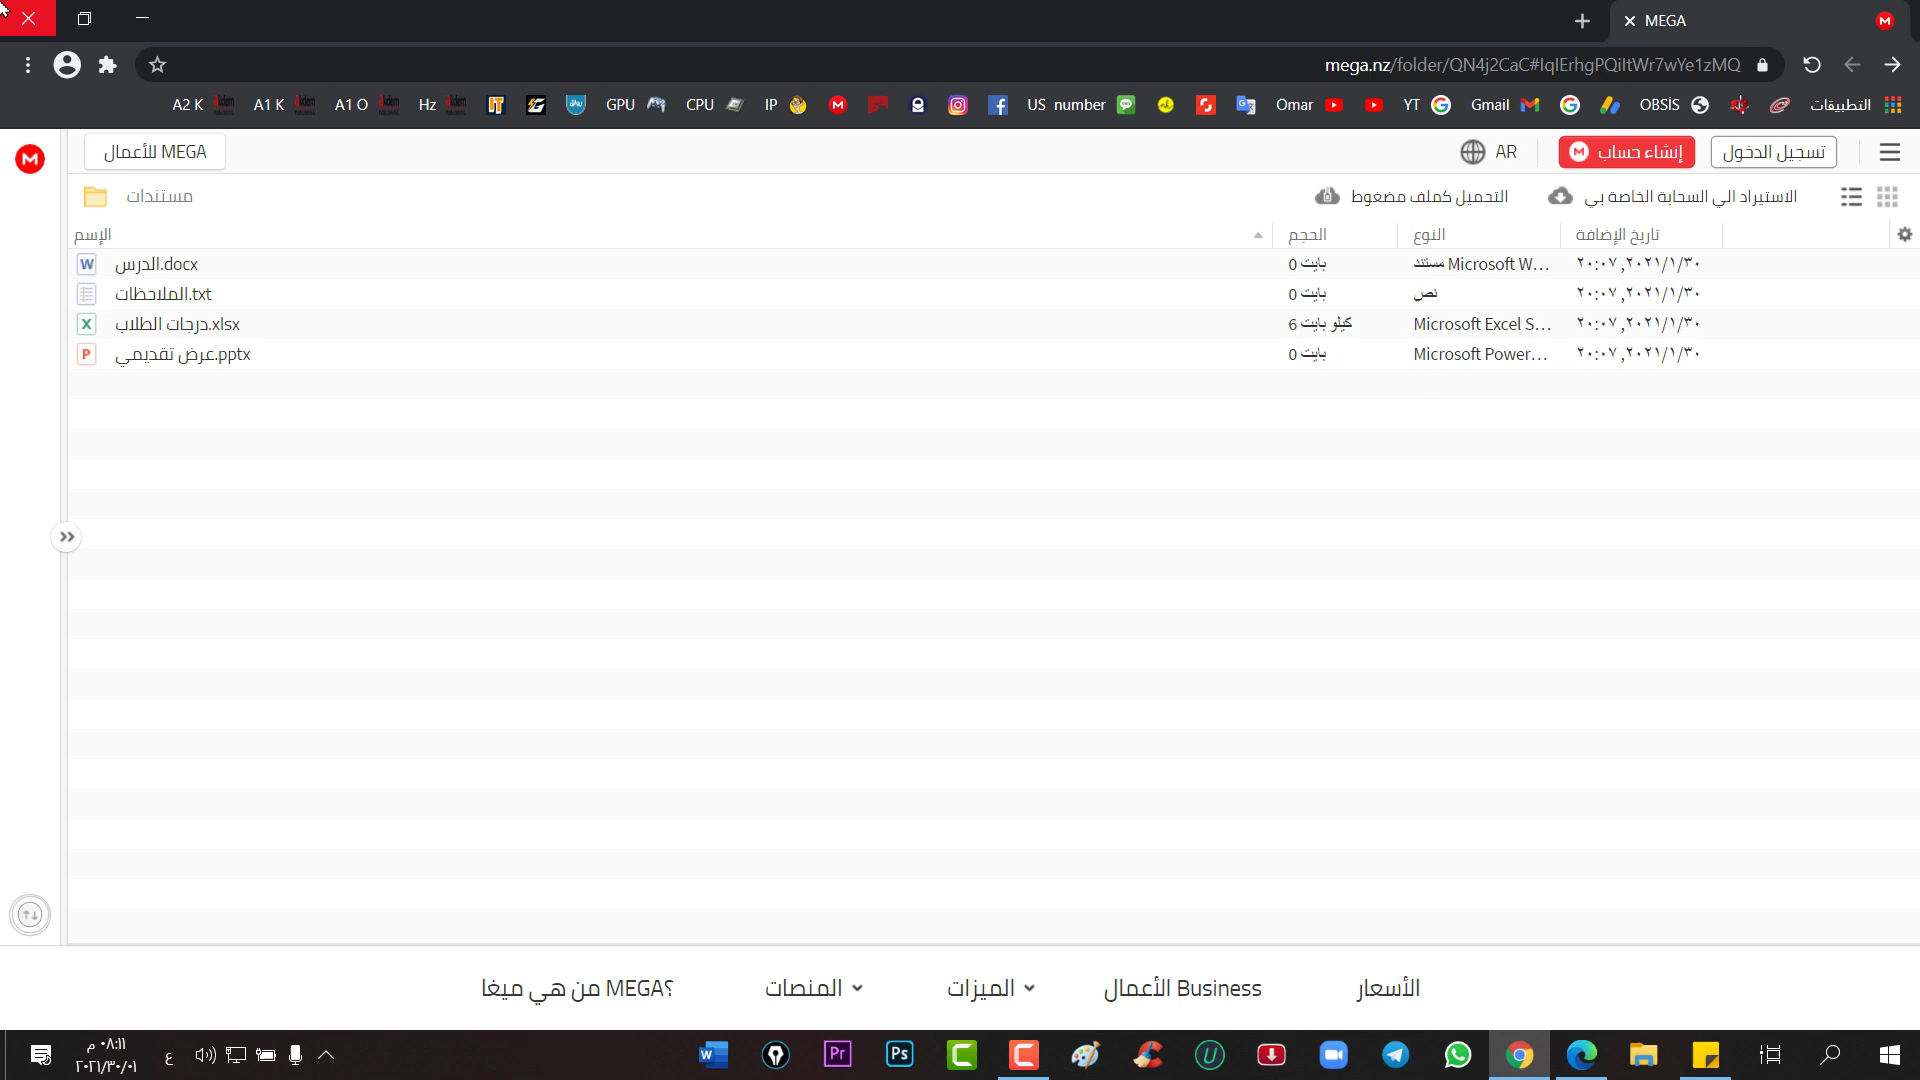 MEGA
mega.nz/folder/QN4j2CaC#IqIErhgPQiltWr7wYe1zMQ
التطبيقات OBSİS Gmail YT Omar US number IP CPU GPU Hz A1 O A1 K A2 K
MEGA للأعمال
AR إنشاء حساب تسجيل الدخول
مستندات
التحميل كملف مضغوط الاستيراد الي السحابة الخاصة بي
الإسم الحجم النوع تاريخ الإضافة
الدرس.docx 0 بايت مستند Microsoft W... ٢٠٢١/١/٣٠, ٢٠:٠٧
الملاحظات.txt 0 بايت نص ٢٠٢١/١/٣٠, ٢٠:٠٧
درجات الطلاب.xlsx 6 كيلو بايت Microsoft Excel S... ٢٠٢١/١/٣٠, ٢٠:٠٧
عرض تقديمي.pptx 0 بايت Microsoft Power... ٢٠٢١/١/٣٠, ٢٠:٠٧
من هي ميغا MEGA؟ المنصات الميزات Business الأعمال الأسعار
٠٨:١١ م
ع
٢٠٢١/٣٠/٠١